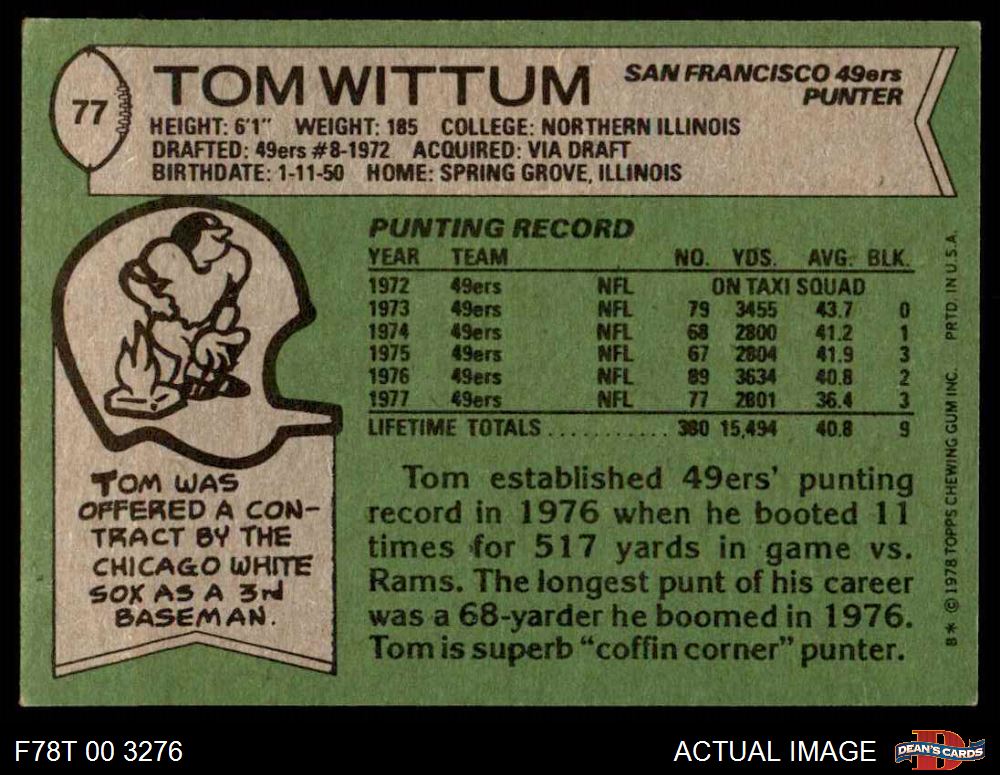 77
TOM WITTUM
SAN FRANCISCO 49ers
PUNTER
HEIGHT: 6'1" WEIGHT: 185 COLLEGE: NORTHERN ILLINOIS
DRAFTED: 49ers #8-1972 ACQUIRED: VIA DRAFT
BIRTHDATE: 1-11-50 HOME: SPRING GROVE, ILLINOIS
PUNTING RECORD
YEAR TEAM NO. YDS. AVG. BLK.
1972 49ers NFL ON TAXI SQUAD
1973 49ers NFL 79 3455 43.7 0
1974 49ers NFL 68 2800 41.2 1
1975 49ers NFL 67 2804 41.9 3
1976 49ers NFL 89 3634 40.8 2
1977 49ers NFL 77 2801 36.4 3
LIFETIME TOTALS ........... 380 15,494 40.8 9
TOM WAS
OFFERED A CON-
TRACT BY THE
CHICAGO WHITE
SOX AS A 3rd
BASEMAN.
Tom established 49ers' punting
record in 1976 when he booted 11
times for 517 yards in game vs.
Rams. The longest punt of his career
was a 68-yarder he boomed in 1976.
Tom is superb "coffin corner" punter.
B* © 1978 TOPPS CHEWING GUM INC. PRTD. IN U.S.A.
F78T 00 3276
ACTUAL IMAGE
DEAN'S CARDS